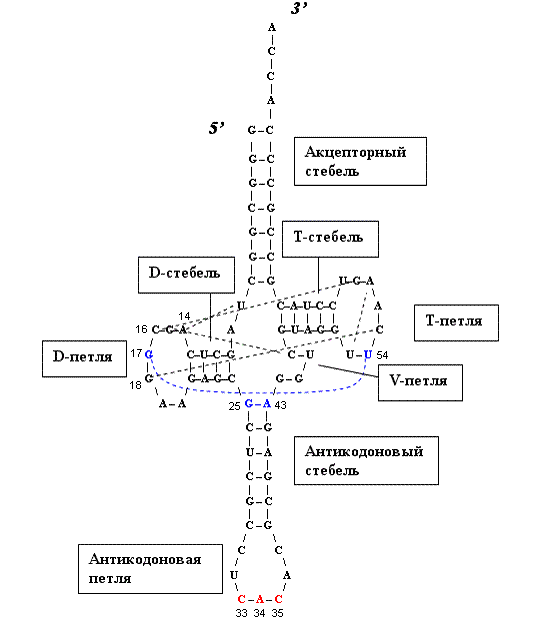 3’
A
C
C
A
5’
G – C
G – C
G – C
C – G
G – C
G – C
C – G
Акцепторный
стебель
Т-стебель
D-стебель
U G A
U
C A U C C
A
14
16
C G A
A
C
Т-петля
D-петля
17
G
C U C G
C U
U U
54
18
G
G A G C
G G
V-петля
A – A
25
G – A
43
C – G
U – A
C – G
G – C
C – G
Антикодоновый
стебель
C C
U A
Антикодоновая
петля
C – A – C
33 34 35